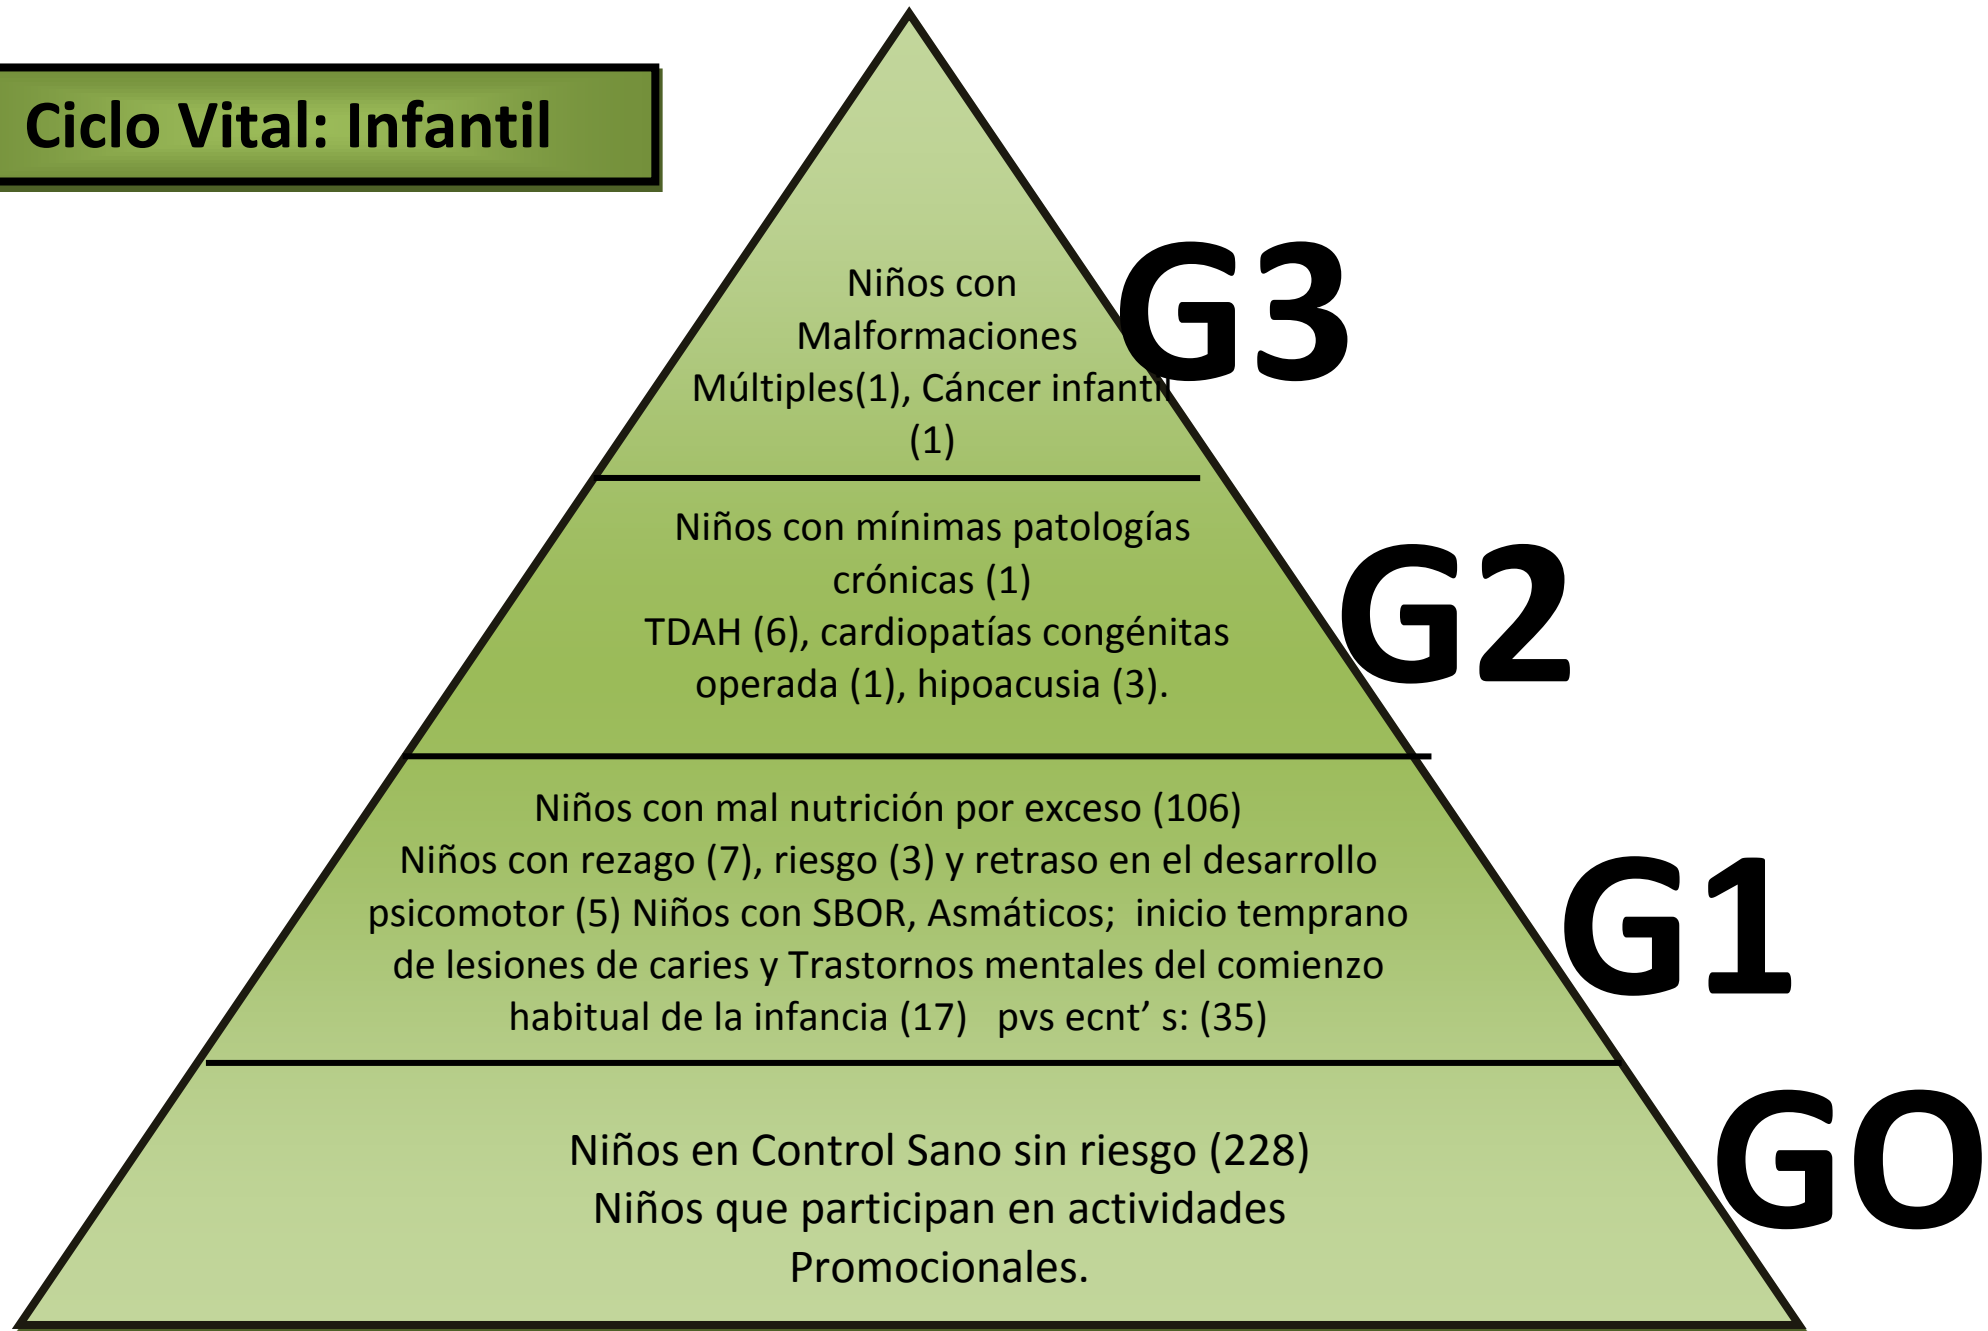 Ciclo Vital: Infantil
Niños con
Malformaciones
Múltiples(1), Cáncer infantil
(1)
G3
Niños con mínimas patologías
crónicas (1)
TDAH (6), cardiopatías congénitas
operada (1), hipoacusia (3).
G2
Niños con mal nutrición por exceso (106)
Niños con rezago (7), riesgo (3) y retraso en el desarrollo
psicomotor (5) Niños con SBOR, Asmáticos; inicio temprano
de lesiones de caries y Trastornos mentales del comienzo
habitual de la infancia (17) pvs ecnt’ s: (35)
G1
Niños en Control Sano sin riesgo (228)
Niños que participan en actividades
Promocionales.
GO